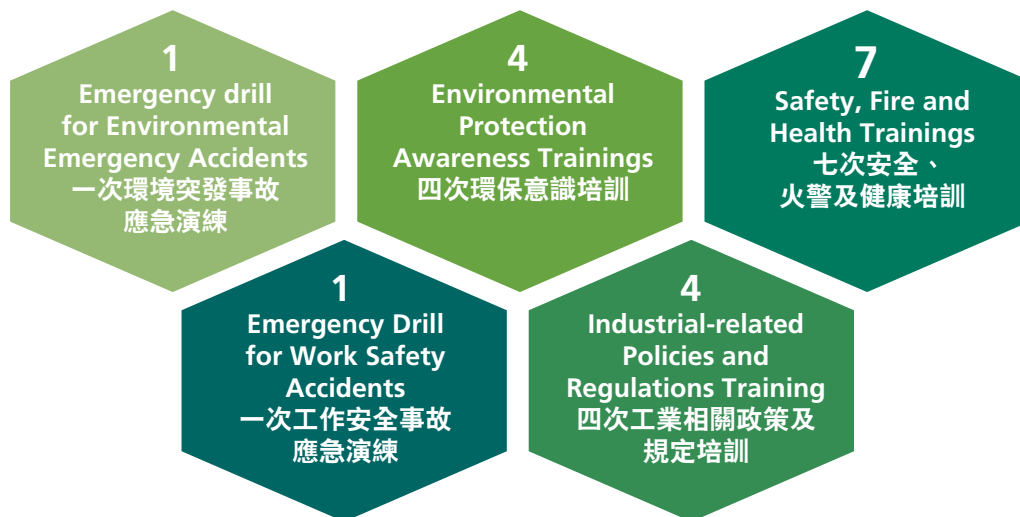 1
Emergency drill
for Environmental
Emergency Accidents
一次環境突發事故
應急演練
4
Environmental
Protection
Awareness Trainings
四次環保意識培訓
7
Safety, Fire and
Health Trainings
七次安全、
火警及健康培訓
1
Emergency Drill
for Work Safety
Accidents
一次工作安全事故
應急演練
4
Industrial-related
Policies and
Regulations Training
四次工業相關政策及
規定培訓